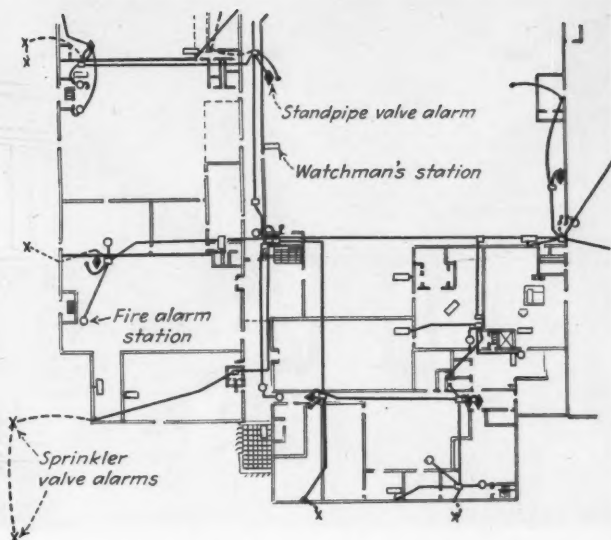 Standpipe valve alarm
Watchman's station
Fire alarm
station
Sprinkler
valve alarms